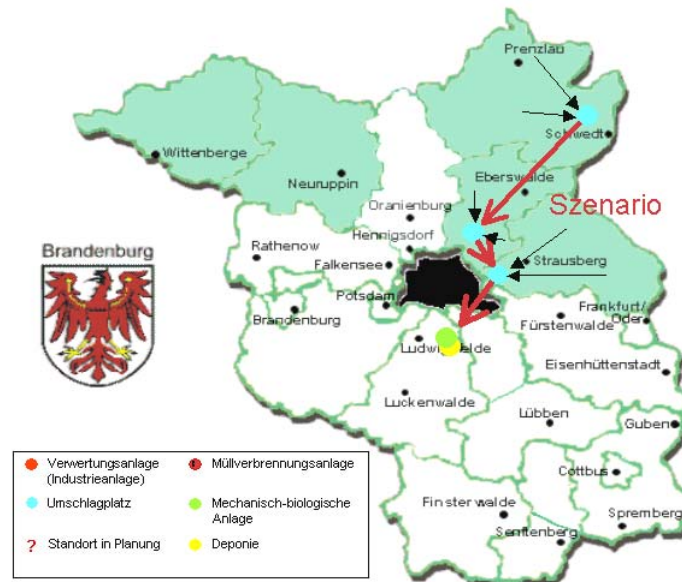 Prenzlau
Schwedt
Wittenberge
Neuruppin
Eberswalde
Szenario
Oranienburg
Hennigsdorf
Rathenow
Falkensee
Strausberg
Brandenburg
Potsdam
Brandenburg
Frankfurt/
Oder
Fürstenwalde
Ludwigsfelde
Eisenhüttenstadt
Luckenwalde
Lübben
Guben
Cottbus
Finsterwalde
Spremberg
Senftenberg
Verwertungsanlage
(Industrieanlage)
Müllverbrennungsanlage
Umschlagplatz
Mechanisch-biologische
Anlage
? Standort in Planung
Deponie